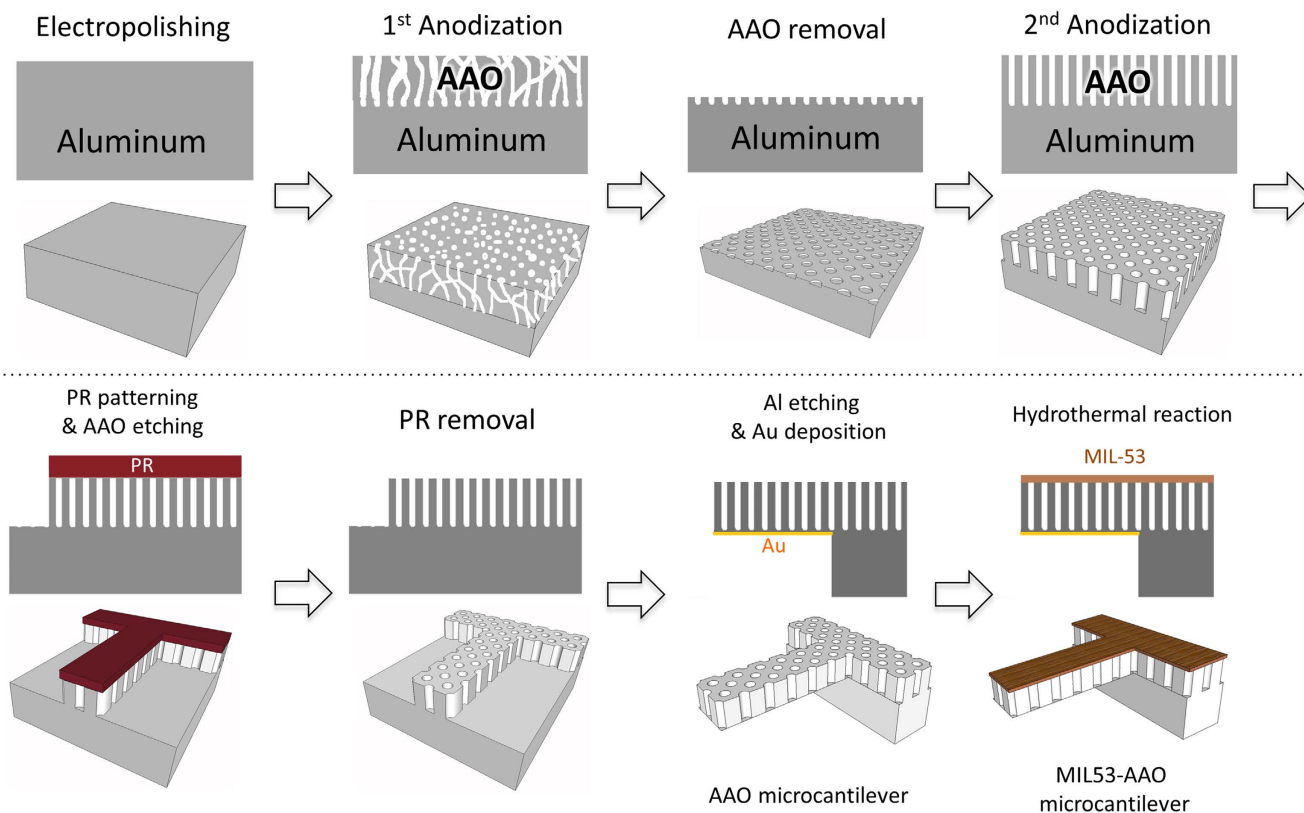 Electropolishing
1st Anodization
AAO removal
2nd Anodization
Aluminum
AAO
Aluminum
Aluminum
AAO
Aluminum
PR patterning
& AAO etching
PR removal
Al etching
& Au deposition
Hydrothermal reaction
PR
Au
MIL-53
AAO microcantilever
MIL53-AAO
microcantilever